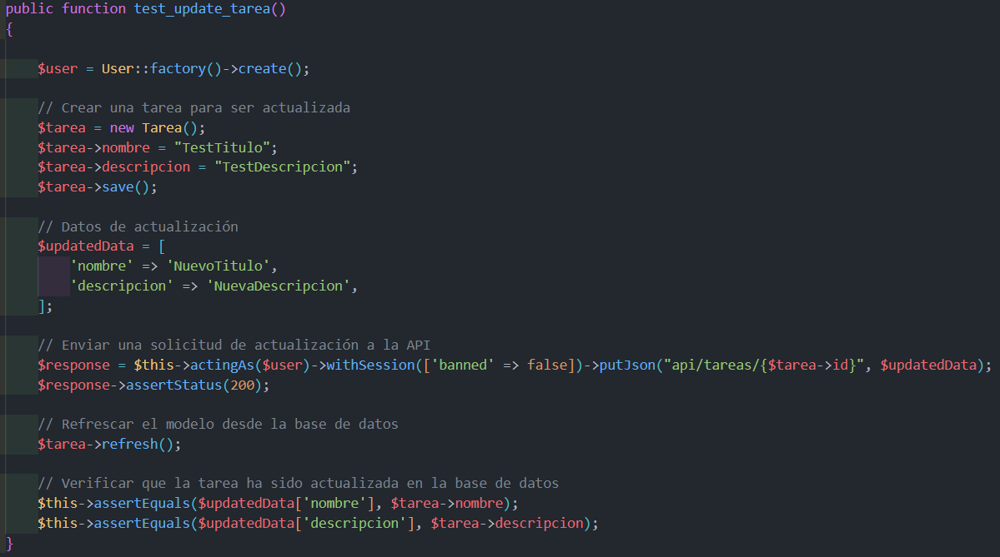 public function test_update_tarea()
{
$user = User::factory()->create();
// Crear una tarea para ser actualizada
$tarea = new Tarea();
$tarea->nombre = "TestTitulo";
$tarea->descripcion = "TestDescripcion";
$tarea->save();
// Datos de actualización
$updatedData = [
'nombre' => 'NuevoTitulo',
'descripcion' => 'NuevaDescripcion',
];
// Enviar una solicitud de actualización a la API
$response = $this->actingAs($user)->withSession(['banned' => false])->putJson("api/tareas/{$tarea->id}", $updatedData);
$response->assertStatus(200);
// Refrescar el modelo desde la base de datos
$tarea->refresh();
// Verificar que la tarea ha sido actualizada en la base de datos
$this->assertEquals($updatedData['nombre'], $tarea->nombre);
$this->assertEquals($updatedData['descripcion'], $tarea->descripcion);
}